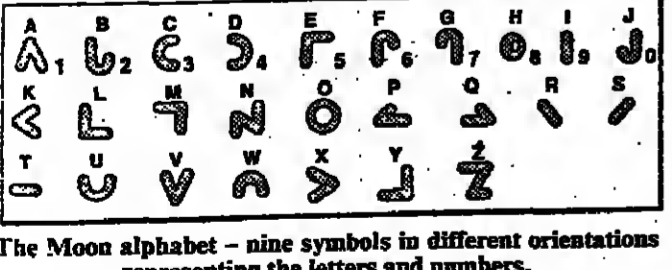 A B C D E F G H I J
1 2 3 4 5 6 7 8 9 0
K L M N O P Q R S
T U V W X Y Z
The Moon alphabet – nine symbols in different orientations
representing the letters and numbers.